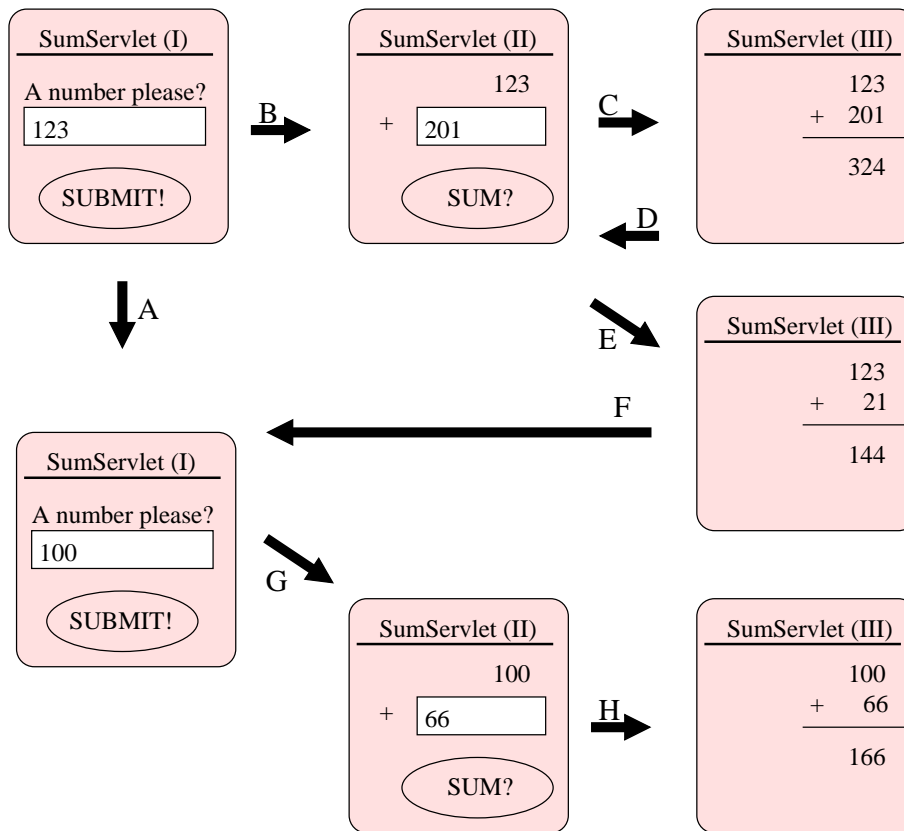 SumServlet (I)
A number please?
123
SUBMIT!
B
SumServlet (II)
123
+ 201
SUM?
C
SumServlet (III)
123
+ 201
324
D
A
E
SumServlet (III)
123
+ 21
144
F
SumServlet (I)
A number please?
100
SUBMIT!
G
SumServlet (II)
100
+ 66
SUM?
H
SumServlet (III)
100
+ 66
166